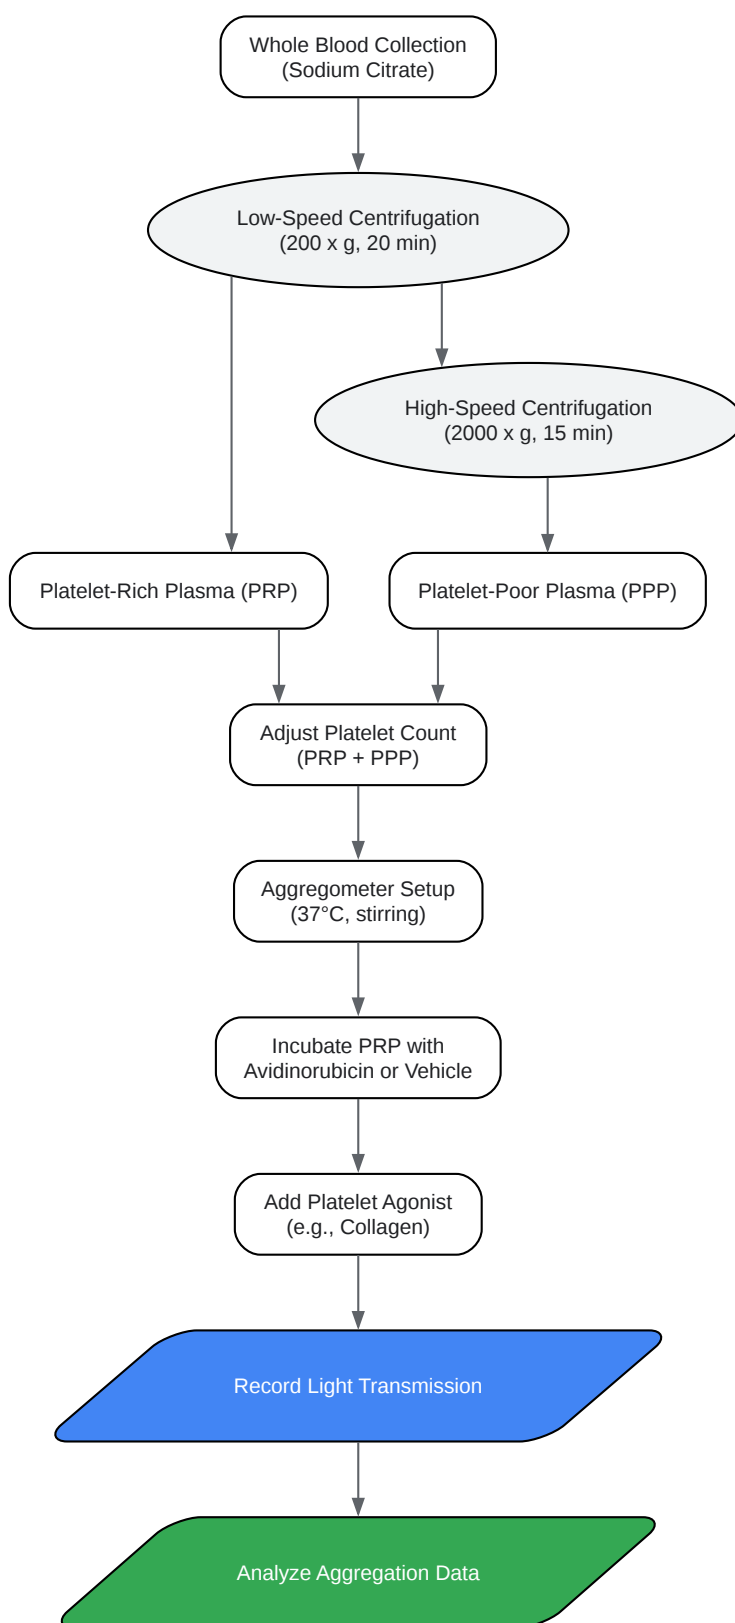 Whole Blood Collection
(Sodium Citrate)
Low-Speed Centrifugation
(200 x g, 20 min)
High-Speed Centrifugation
(2000 x g, 15 min)
Platelet-Rich Plasma (PRP)
Platelet-Poor Plasma (PPP)
Adjust Platelet Count
(PRP + PPP)
Aggregometer Setup
(37°C, stirring)
Incubate PRP with
Avidinorubicin or Vehicle
Add Platelet Agonist
(e.g., Collagen)
Record Light Transmission
Analyze Aggregation Data